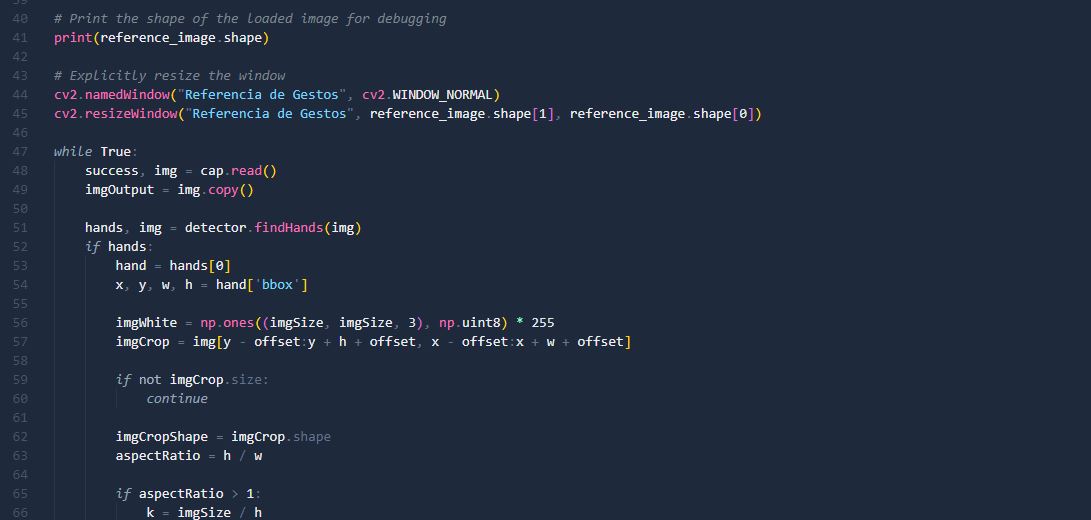 40 # Print the shape of the loaded image for debugging
41 print(reference_image.shape)
42
43 # Explicitly resize the window
44 cv2.namedWindow("Referencia de Gestos", cv2.WINDOW_NORMAL)
45 cv2.resizeWindow("Referencia de Gestos", reference_image.shape[1], reference_image.shape[0])
46
47 while True:
48     success, img = cap.read()
49     imgOutput = img.copy()
50
51     hands, img = detector.findHands(img)
52     if hands:
53         hand = hands[0]
54         x, y, w, h = hand['bbox']
55
56         imgWhite = np.ones((imgSize, imgSize, 3), np.uint8) * 255
57         imgCrop = img[y - offset:y + h + offset, x - offset:x + w + offset]
58
59         if not imgCrop.size:
60             continue
61
62         imgCropShape = imgCrop.shape
63         aspectRatio = h / w
64
65         if aspectRatio > 1:
66             k = imgSize / h